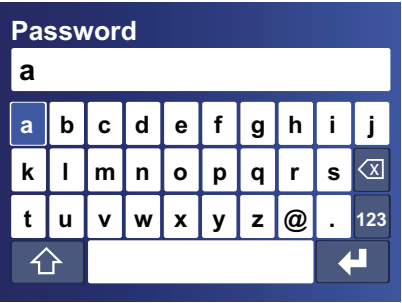 Password
a
a b c d e f g h i j
k l m n o p q r s
t u v w x y z @ . 123